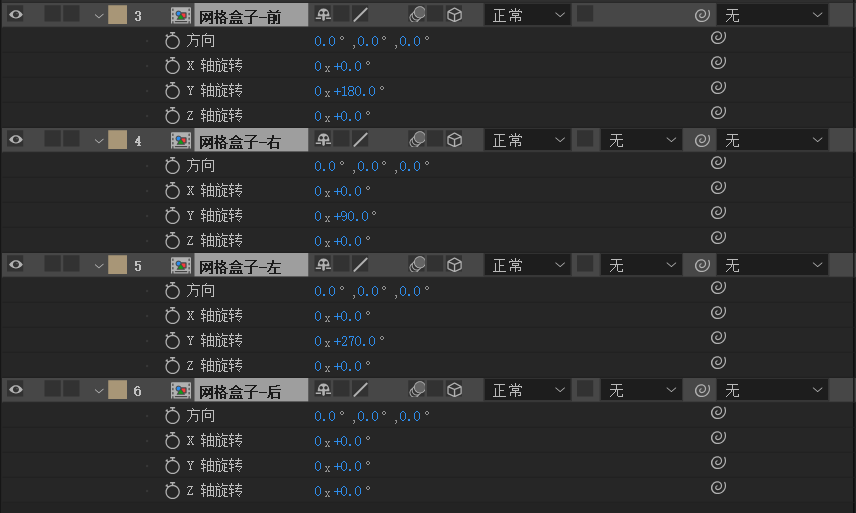 3 网格盒子-前 正常 无
方向 0.0°,0.0°,0.0°
X 轴旋转 0x+0.0°
Y 轴旋转 0x+180.0°
Z 轴旋转 0x+0.0°
4 网格盒子-右 正常 无 无
方向 0.0°,0.0°,0.0°
X 轴旋转 0x+0.0°
Y 轴旋转 0x+90.0°
Z 轴旋转 0x+0.0°
5 网格盒子-左 正常 无 无
方向 0.0°,0.0°,0.0°
X 轴旋转 0x+0.0°
Y 轴旋转 0x+270.0°
Z 轴旋转 0x+0.0°
6 网格盒子-后 正常 无 无
方向 0.0°,0.0°,0.0°
X 轴旋转 0x+0.0°
Y 轴旋转 0x+0.0°
Z 轴旋转 0x+0.0°